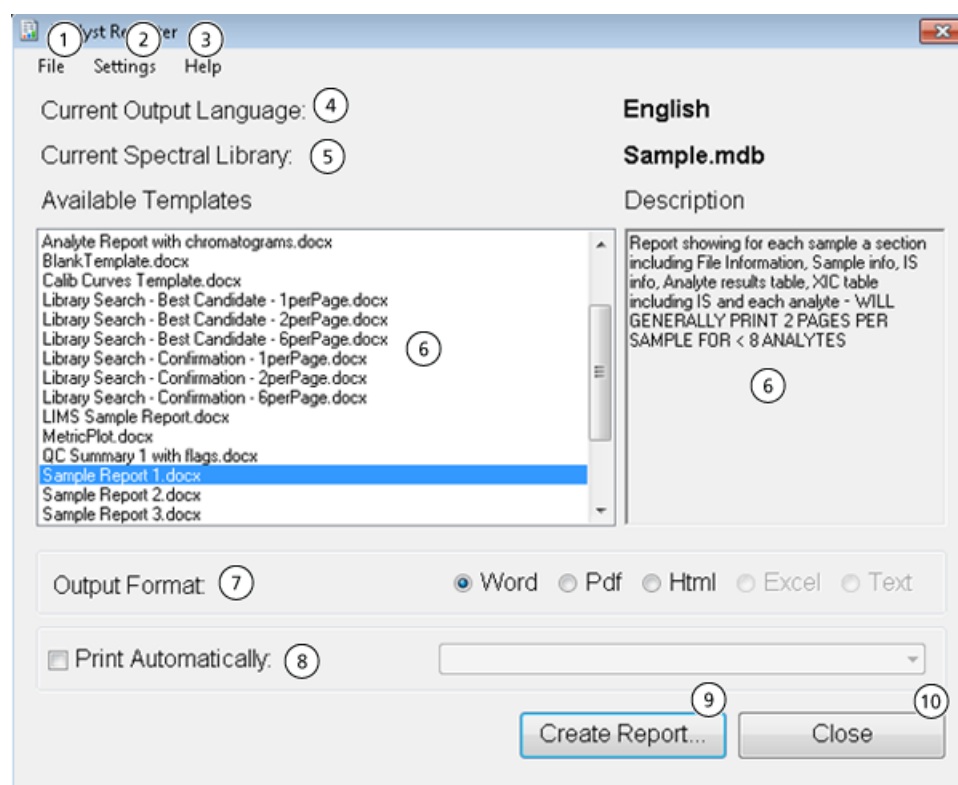 1 2 3
File Settings Help
Current Output Language: 4 English
Current Spectral Library: 5 Sample.mdb
Available Templates
Analyte Report with chromatograms.docx
BlankTemplate.docx
Calib Curves Template.docx
Library Search - Best Candidate - 1perPage.docx
Library Search - Best Candidate - 2perPage.docx
Library Search - Best Candidate - 6perPage.docx
Library Search - Confirmation - 1perPage.docx
Library Search - Confirmation - 2perPage.docx
Library Search - Confirmation - 6perPage.docx
LIMS Sample Report.docx
MetricPlot.docx
QC Summary 1 with flags.docx
Sample Report 1.docx
Sample Report 2.docx
Sample Report 3.docx
6
Description
Report showing for each sample a section
including File Information, Sample info, IS
info, Analyte results table, XIC table
including IS and each analyte - WILL
GENERALLY PRINT 2 PAGES PER
SAMPLE FOR < 8 ANALYTES
6
Output Format: 7 Word Pdf Html Excel Text
Print Automatically: 8
9 10
Create Report... Close